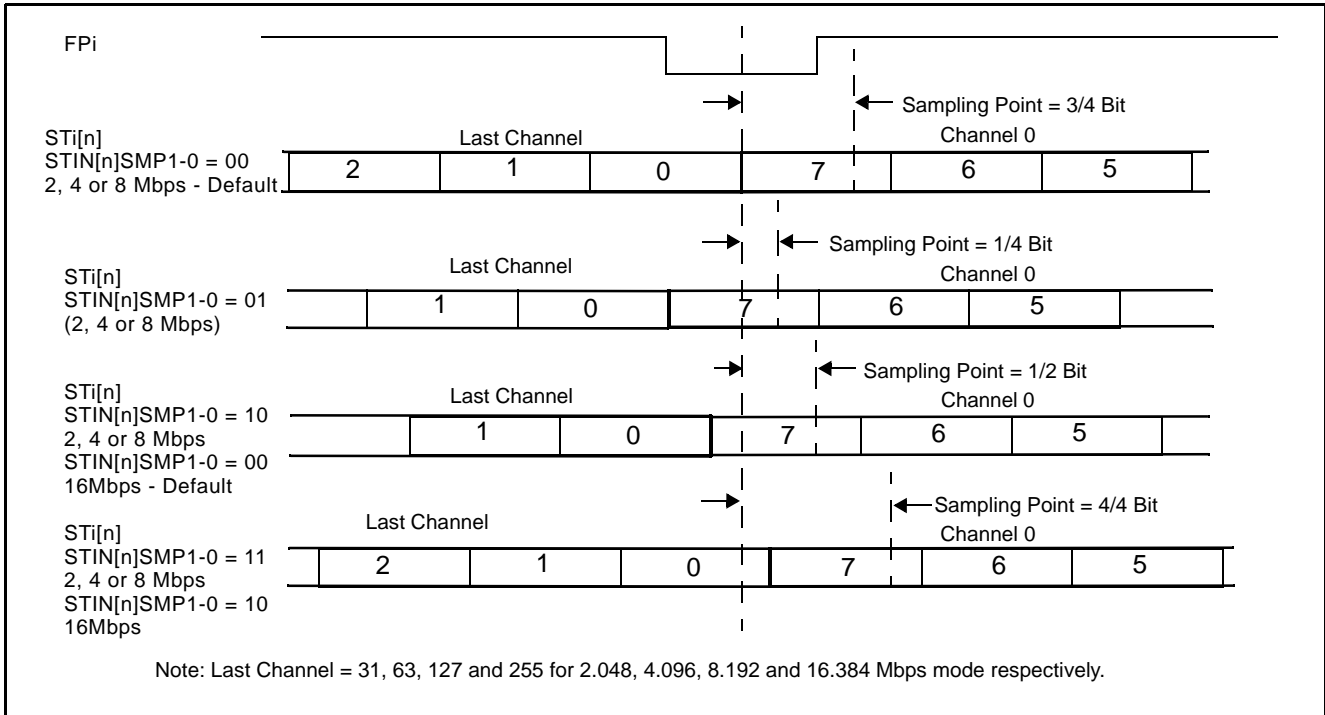 FPi
Sampling Point = 3/4 Bit
STi[n]
STIN[n]SMP1-0 = 00
2, 4 or 8 Mbps - Default
Last Channel
Channel 0
2 1 0 7 6 5
Sampling Point = 1/4 Bit
STi[n]
STIN[n]SMP1-0 = 01
(2, 4 or 8 Mbps)
Last Channel
Channel 0
1 0 7 6 5
Sampling Point = 1/2 Bit
STi[n]
STIN[n]SMP1-0 = 10
2, 4 or 8 Mbps
STIN[n]SMP1-0 = 00
16Mbps - Default
Last Channel
Channel 0
1 0 7 6 5
Sampling Point = 4/4 Bit
STi[n]
STIN[n]SMP1-0 = 11
2, 4 or 8 Mbps
STIN[n]SMP1-0 = 10
16Mbps
Last Channel
Channel 0
2 1 0 7 6 5
Note: Last Channel = 31, 63, 127 and 255 for 2.048, 4.096, 8.192 and 16.384 Mbps mode respectively.